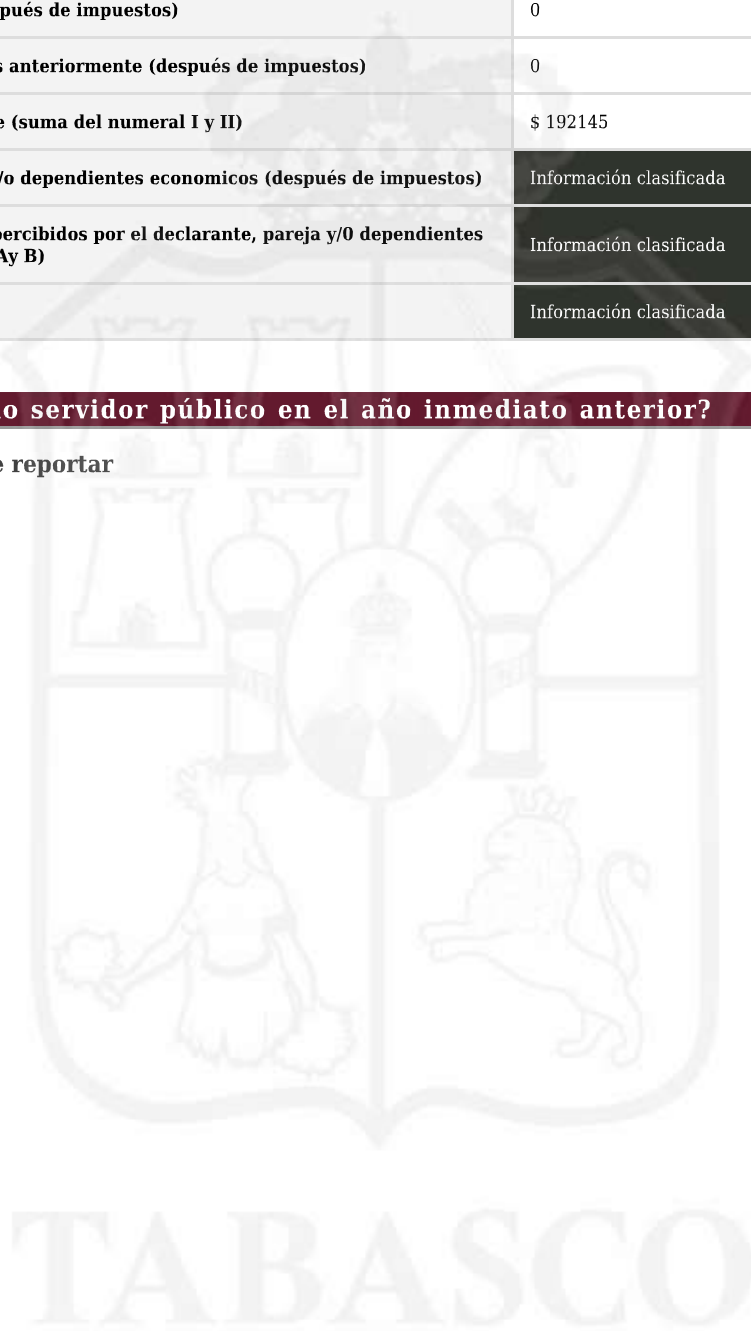 pués de impuestos) 0
s anteriormente (después de impuestos) 0
e (suma del numeral I y II) $ 192145
/o dependientes economicos (después de impuestos) Información clasificada
percibidos por el declarante, pareja y/0 dependientes
Ay B) Información clasificada
Información clasificada
o servidor público en el año inmediato anterior?
e reportar
TABASCO